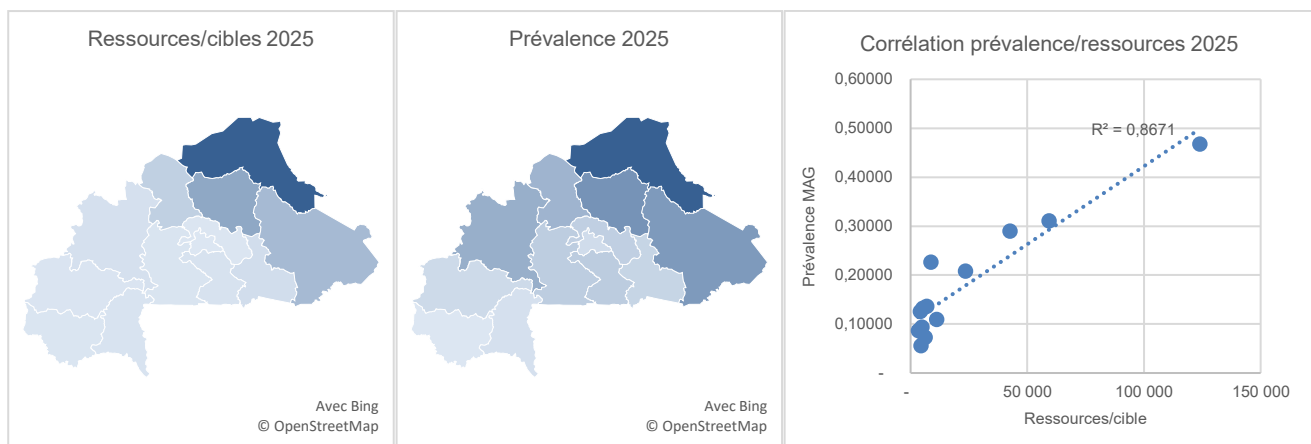 Ressources/cibles 2025
Avec Bing
© OpenStreetMap
Prévalence 2025
Avec Bing
© OpenStreetMap
Corrélation prévalence/ressources 2025
Prévalence MAG
0,60000
0,50000
0,40000
0,30000
0,20000
0,10000
-
R² = 0,8671
- 50 000 100 000 150 000
Ressources/cible